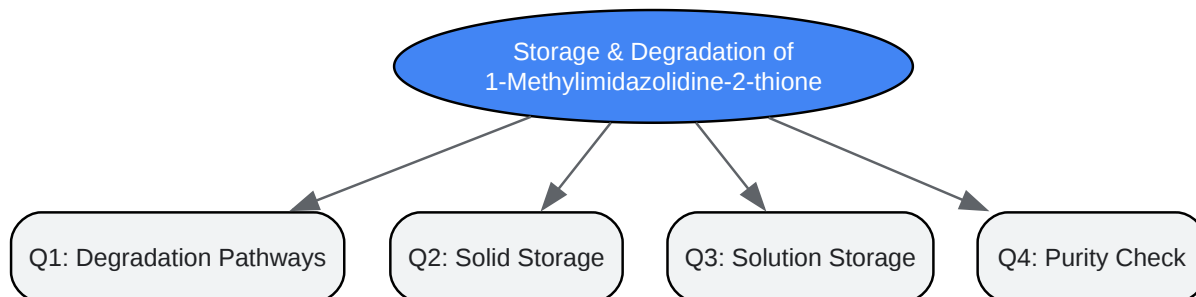 Storage & Degradation of
1-Methylimidazolidine-2-thione
Q1: Degradation Pathways
Q2: Solid Storage
Q3: Solution Storage
Q4: Purity Check